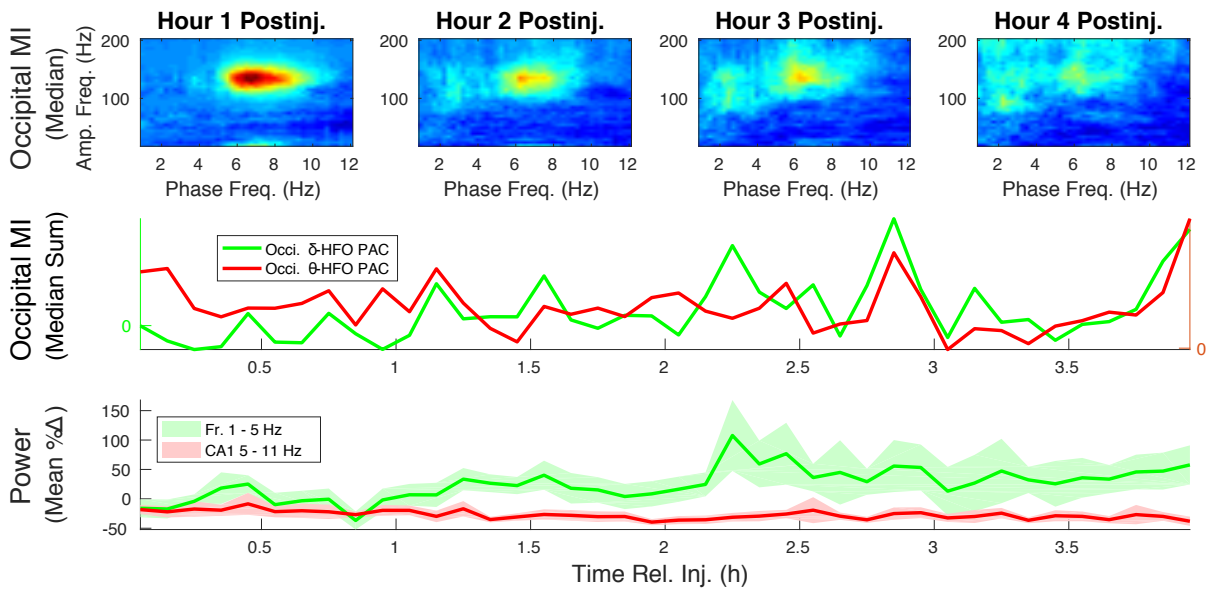 Hour 1 Postinj.
Hour 2 Postinj.
Hour 3 Postinj.
Hour 4 Postinj.
Occipital MI
(Median)
Amp. Freq. (Hz)
200
100
200
100
200
100
200
100
2 4 6 8 10 12
2 4 6 8 10 12
2 4 6 8 10 12
2 4 6 8 10 12
Phase Freq. (Hz)
Phase Freq. (Hz)
Phase Freq. (Hz)
Phase Freq. (Hz)
Occipital MI
(Median Sum)
Occi. δ-HFO PAC
Occi. θ-HFO PAC
0
0
0.5 1 1.5 2 2.5 3 3.5
Power
(Mean %Δ)
150
100
50
0
-50
Fr. 1 - 5 Hz
CA1 5 - 11 Hz
0.5 1 1.5 2 2.5 3 3.5
Time Rel. Inj. (h)